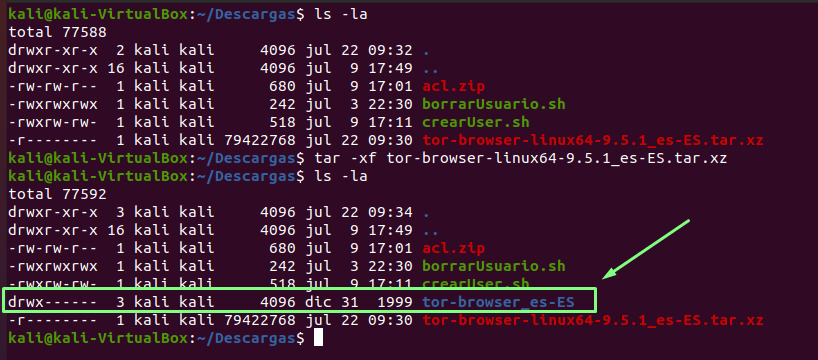 kali@kali-VirtualBox:~/Descargas$ ls -la
total 77588
drwxr-xr-x  2 kali kali     4096 jul 22 09:32 .
drwxr-xr-x 16 kali kali     4096 jul  9 17:49 ..
-rw-rw-r--  1 kali kali      680 jul  9 17:01 acl.zip
-rwxrwxrwx  1 kali kali      242 jul  3 22:30 borrarUsuario.sh
-rwxrw-rw-  1 kali kali      518 jul  9 17:11 crearUser.sh
-r--------  1 kali kali 79422768 jul 22 09:30 tor-browser-linux64-9.5.1_es-ES.tar.xz
kali@kali-VirtualBox:~/Descargas$ tar -xf tor-browser-linux64-9.5.1_es-ES.tar.xz
kali@kali-VirtualBox:~/Descargas$ ls -la
total 77592
drwxr-xr-x  3 kali kali     4096 jul 22 09:34 .
drwxr-xr-x 16 kali kali     4096 jul  9 17:49 ..
-rw-rw-r--  1 kali kali      680 jul  9 17:01 acl.zip
-rwxrwxrwx  1 kali kali      242 jul  3 22:30 borrarUsuario.sh
-rwxrw-rw-  1 kali kali      518 jul  9 17:11 crearUser.sh
drwx------  3 kali kali     4096 dic 31  1999 tor-browser_es-ES
-r--------  1 kali kali 79422768 jul 22 09:30 tor-browser-linux64-9.5.1_es-ES.tar.xz
kali@kali-VirtualBox:~/Descargas$